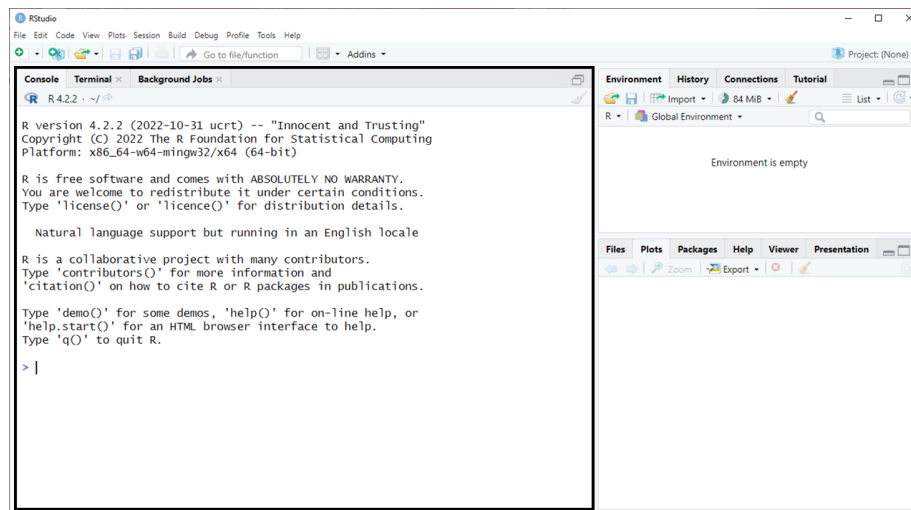 RStudio
File Edit Code View Plots Session Build Debug Profile Tools Help
Go to file/function Addins Project: (None)
Console Terminal Background Jobs
R 4.2.2 · ~/
R version 4.2.2 (2022-10-31 ucrt) -- "Innocent and Trusting"
Copyright (C) 2022 The R Foundation for Statistical Computing
Platform: x86_64-w64-mingw32/x64 (64-bit)
R is free software and comes with ABSOLUTELY NO WARRANTY.
You are welcome to redistribute it under certain conditions.
Type 'license()' or 'licence()' for distribution details.
Natural language support but running in an English locale
R is a collaborative project with many contributors.
Type 'contributors()' for more information and
'citation()' on how to cite R or R packages in publications.
Type 'demo()' for some demos, 'help()' for on-line help, or
'help.start()' for an HTML browser interface to help.
Type 'q()' to quit R.
>
Environment History Connections Tutorial
Import 84 MiB List
R Global Environment
Environment is empty
Files Plots Packages Help Viewer Presentation
Zoom Export